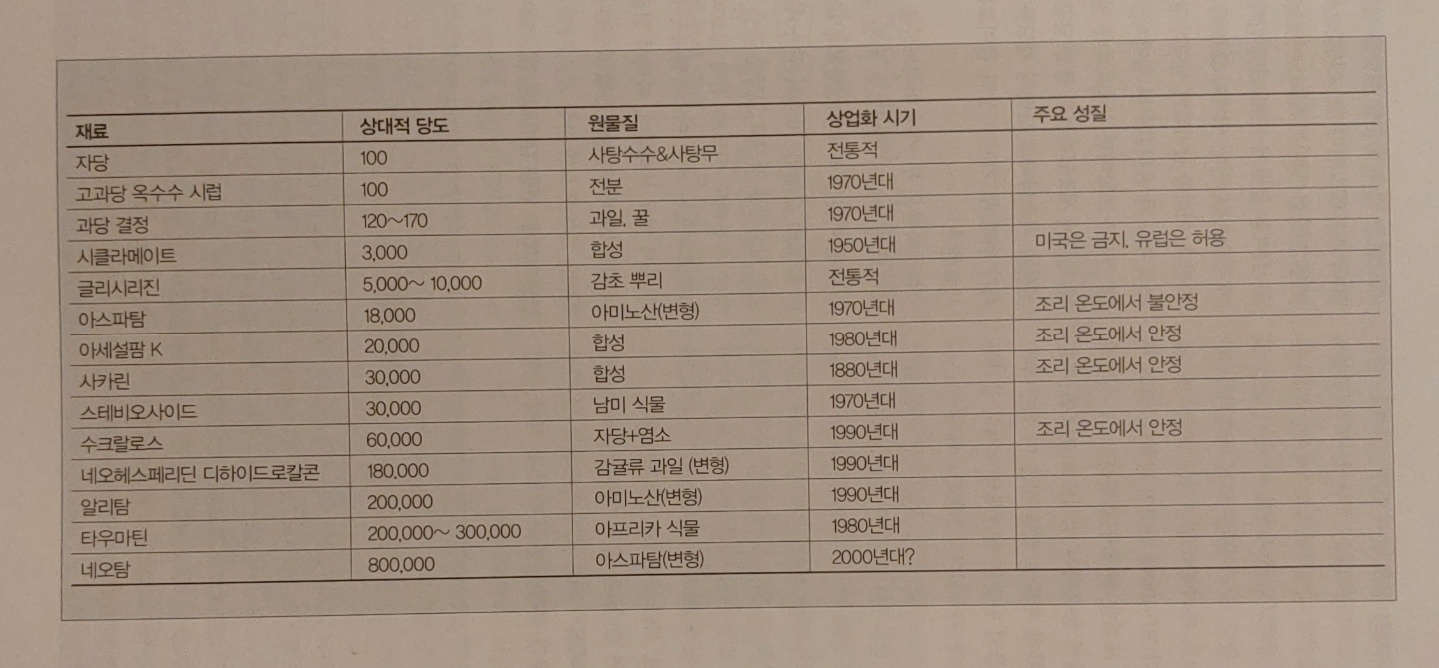 재료 상대적 당도 원물질 상업화 시기 주요 성질
자당 100 사탕수수&사탕무 전통적
고과당 옥수수 시럽 100 전분 1970년대
과당 결정 120~170 과일, 꿀 1970년대
시클라메이트 3,000 합성 1950년대 미국은 금지, 유럽은 허용
글리시리진 5,000~ 10,000 감초 뿌리 전통적
아스파탐 18,000 아미노산(변형) 1970년대 조리 온도에서 불안정
아세설팜 K 20,000 합성 1980년대 조리 온도에서 안정
사카린 30,000 합성 1880년대 조리 온도에서 안정
스테비오사이드 30,000 남미 식물 1970년대
수크랄로스 60,000 자당+염소 1990년대 조리 온도에서 안정
네오헤스페리딘 디하이드로칼콘 180,000 감귤류 과일 (변형) 1990년대
알리탐 200,000 아미노산(변형) 1990년대
타우마틴 200,000~ 300,000 아프리카 식물 1980년대
네오탐 800,000 아스파탐(변형) 2000년대?